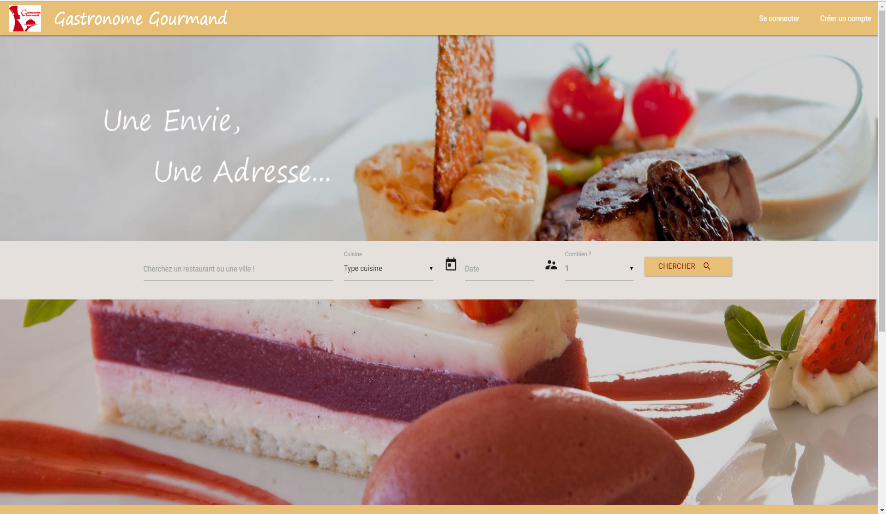 Gastronome Gourmand
Se connecter
Créer un compte
Une Envie,
Une Adresse...
Cherchez un restaurant ou une ville !
Cuisine
Type cuisine
Date
Combien ?
1
CHERCHER